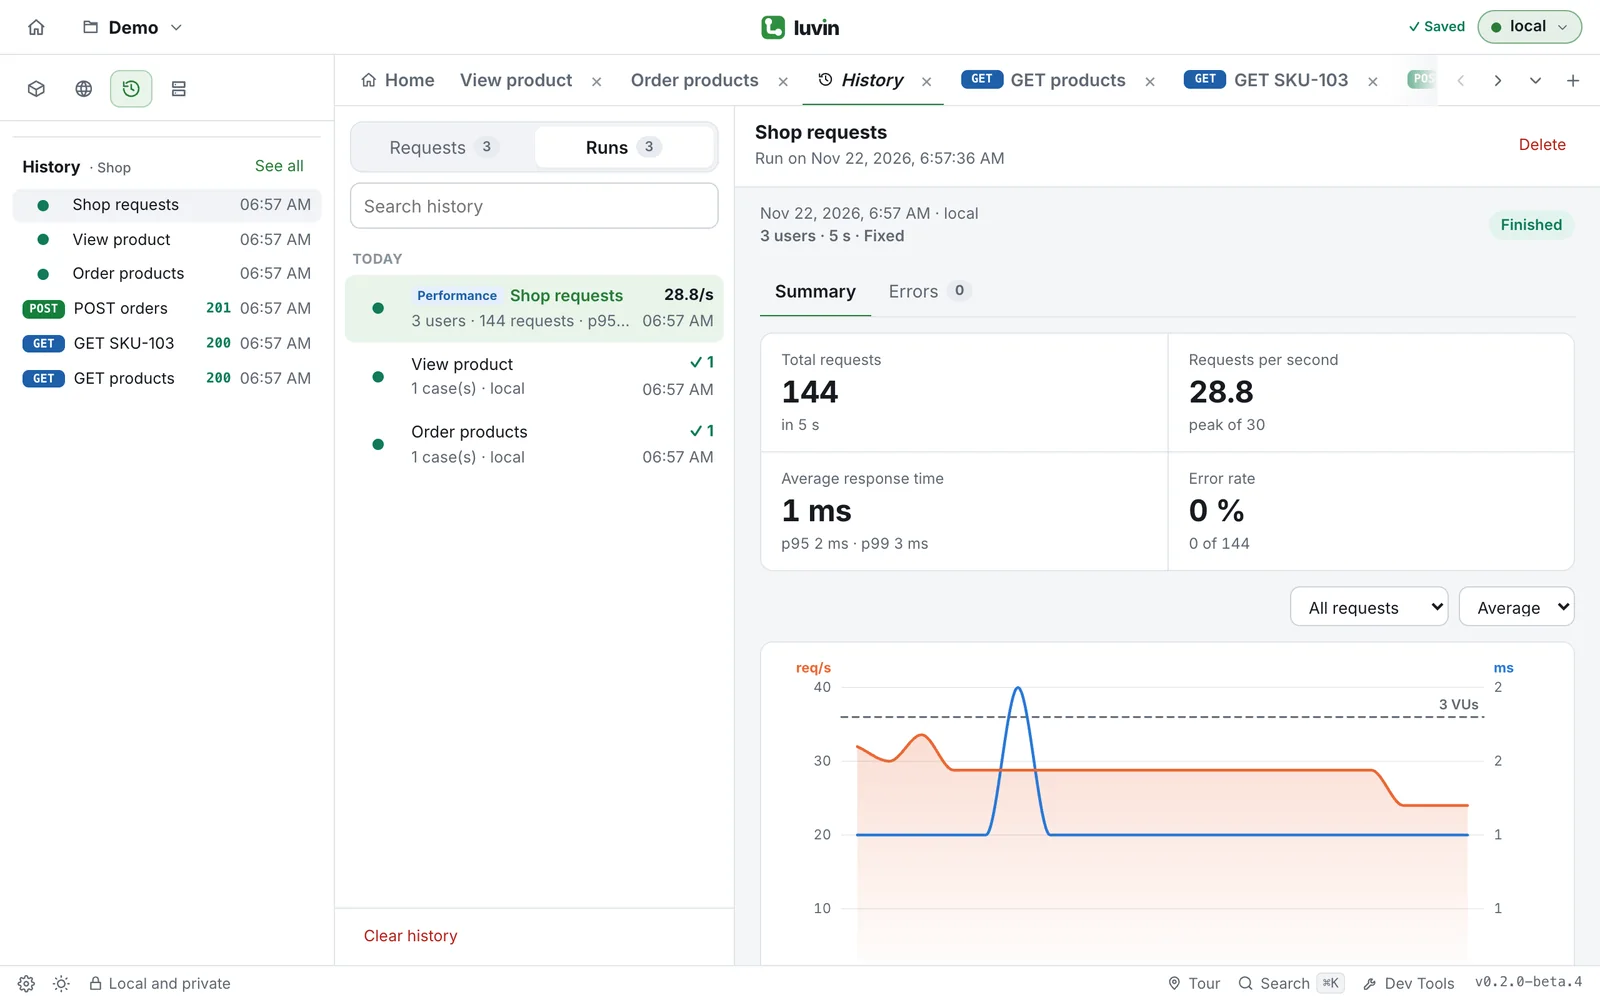 Demo
luvin
Saved
local
Home
View product
Order products
History
GET GET products
GET GET SKU-103
POS
History · Shop
See all
Shop requests 06:57 AM
View product 06:57 AM
Order products 06:57 AM
POST POST orders 201 06:57 AM
GET GET SKU-103 200 06:57 AM
GET GET products 200 06:57 AM
Requests 3
Runs 3
Search history
TODAY
Performance Shop requests 28.8/s
3 users · 144 requests · p95... 06:57 AM
View product 1
1 case(s) · local 06:57 AM
Order products 1
1 case(s) · local 06:57 AM
Clear history
Shop requests
Run on Nov 22, 2026, 6:57:36 AM
Delete
Nov 22, 2026, 6:57 AM · local
3 users · 5 s · Fixed
Finished
Summary
Errors 0
Total requests
144
in 5 s
Requests per second
28.8
peak of 30
Average response time
1 ms
p95 2 ms · p99 3 ms
Error rate
0 %
0 of 144
All requests
Average
req/s ms
40 2
3 VUs
30 2
20 1
10 1
Local and private
Tour
Search ⌘K
Dev Tools
v0.2.0-beta.4